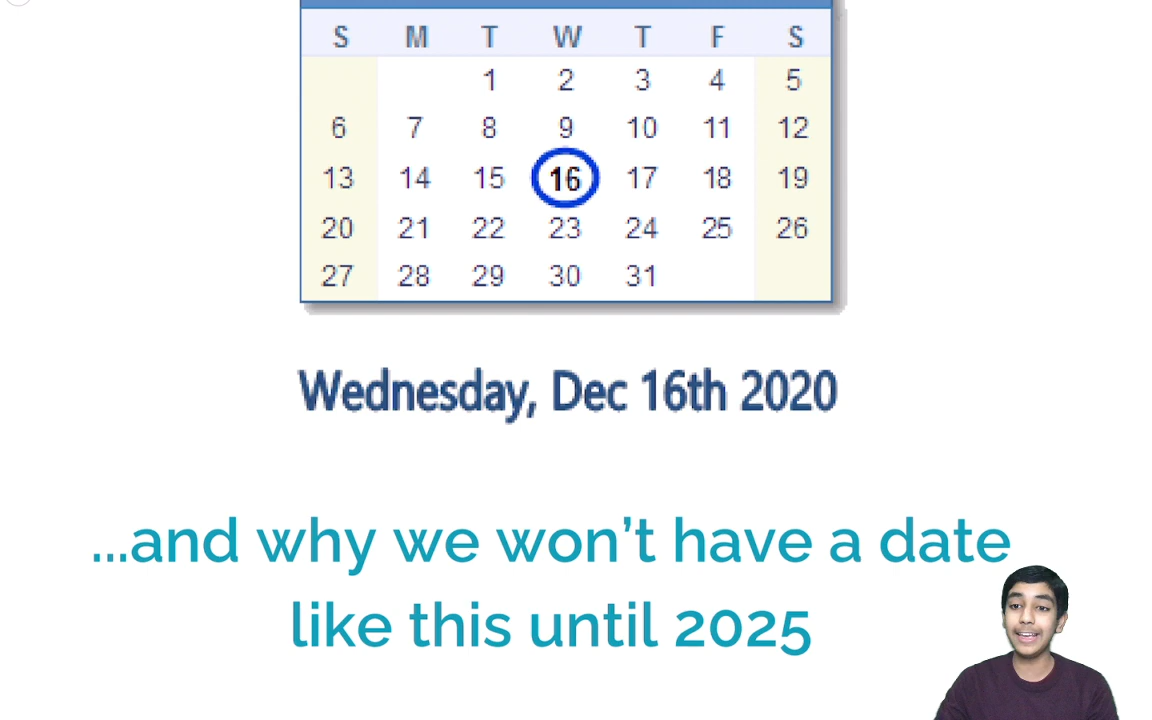 S M T W T F S
1 2 3 4 5
6 7 8 9 10 11 12
13 14 15 16 17 18 19
20 21 22 23 24 25 26
27 28 29 30 31
Wednesday, Dec 16th 2020
...and why we won't have a date
like this until 2025